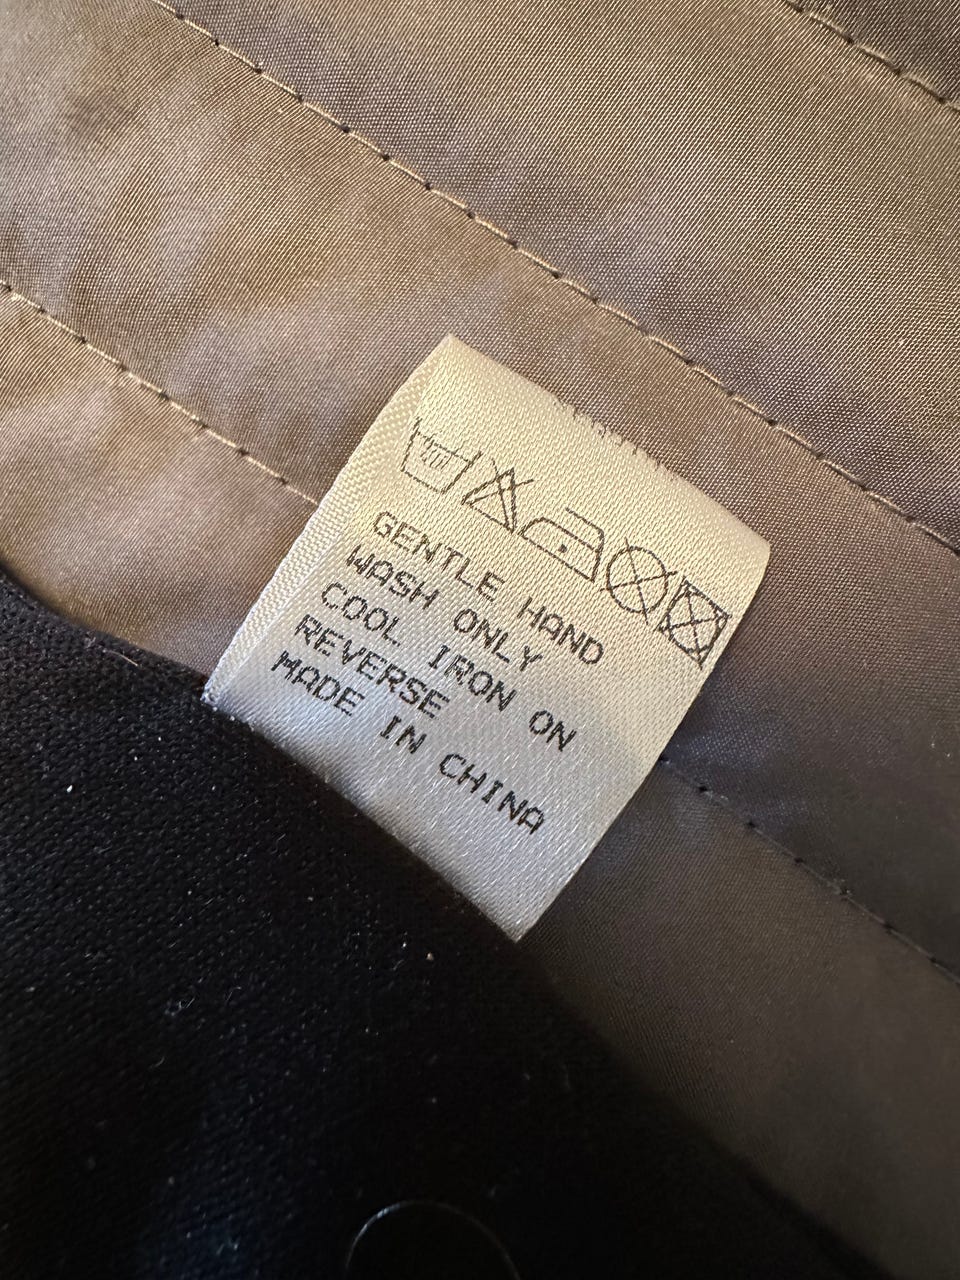 GENTLE HAND
WASH ONLY
COOL IRON ON
REVERSE
MADE IN CHINA